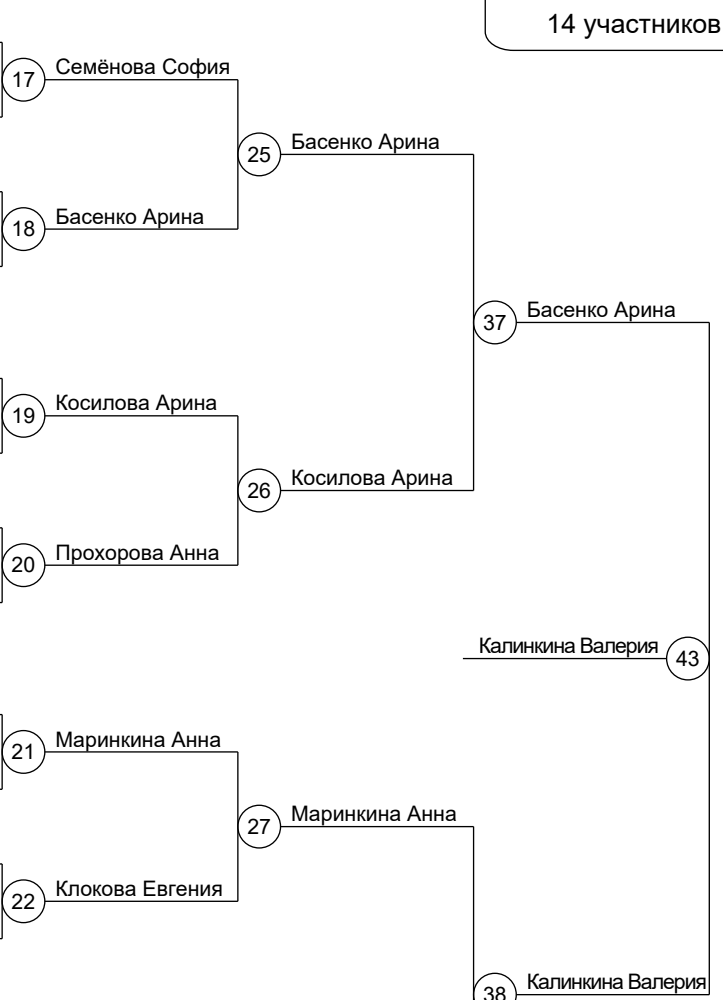 14 участников
17 Семёнова София
25 Басенко Арина
18 Басенко Арина
37 Басенко Арина
19 Косилова Арина
26 Косилова Арина
20 Прохорова Анна
Калинкина Валерия 43
21 Маринкина Анна
27 Маринкина Анна
22 Клокова Евгения
38 Калинкина Валерия